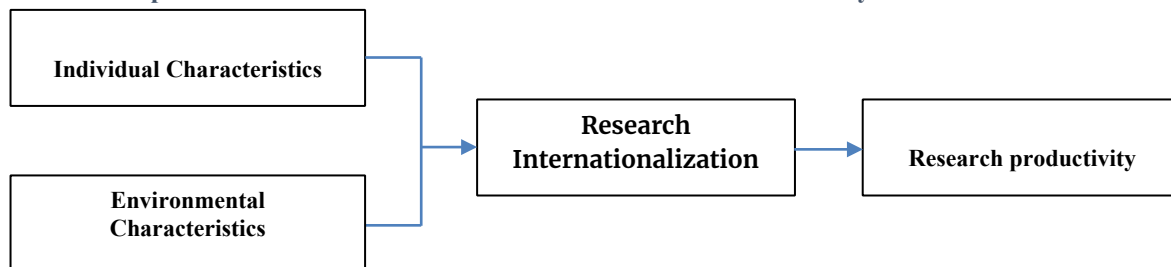 Individual Characteristics
Research
Internationalization
Research productivity
Environmental
Characteristics